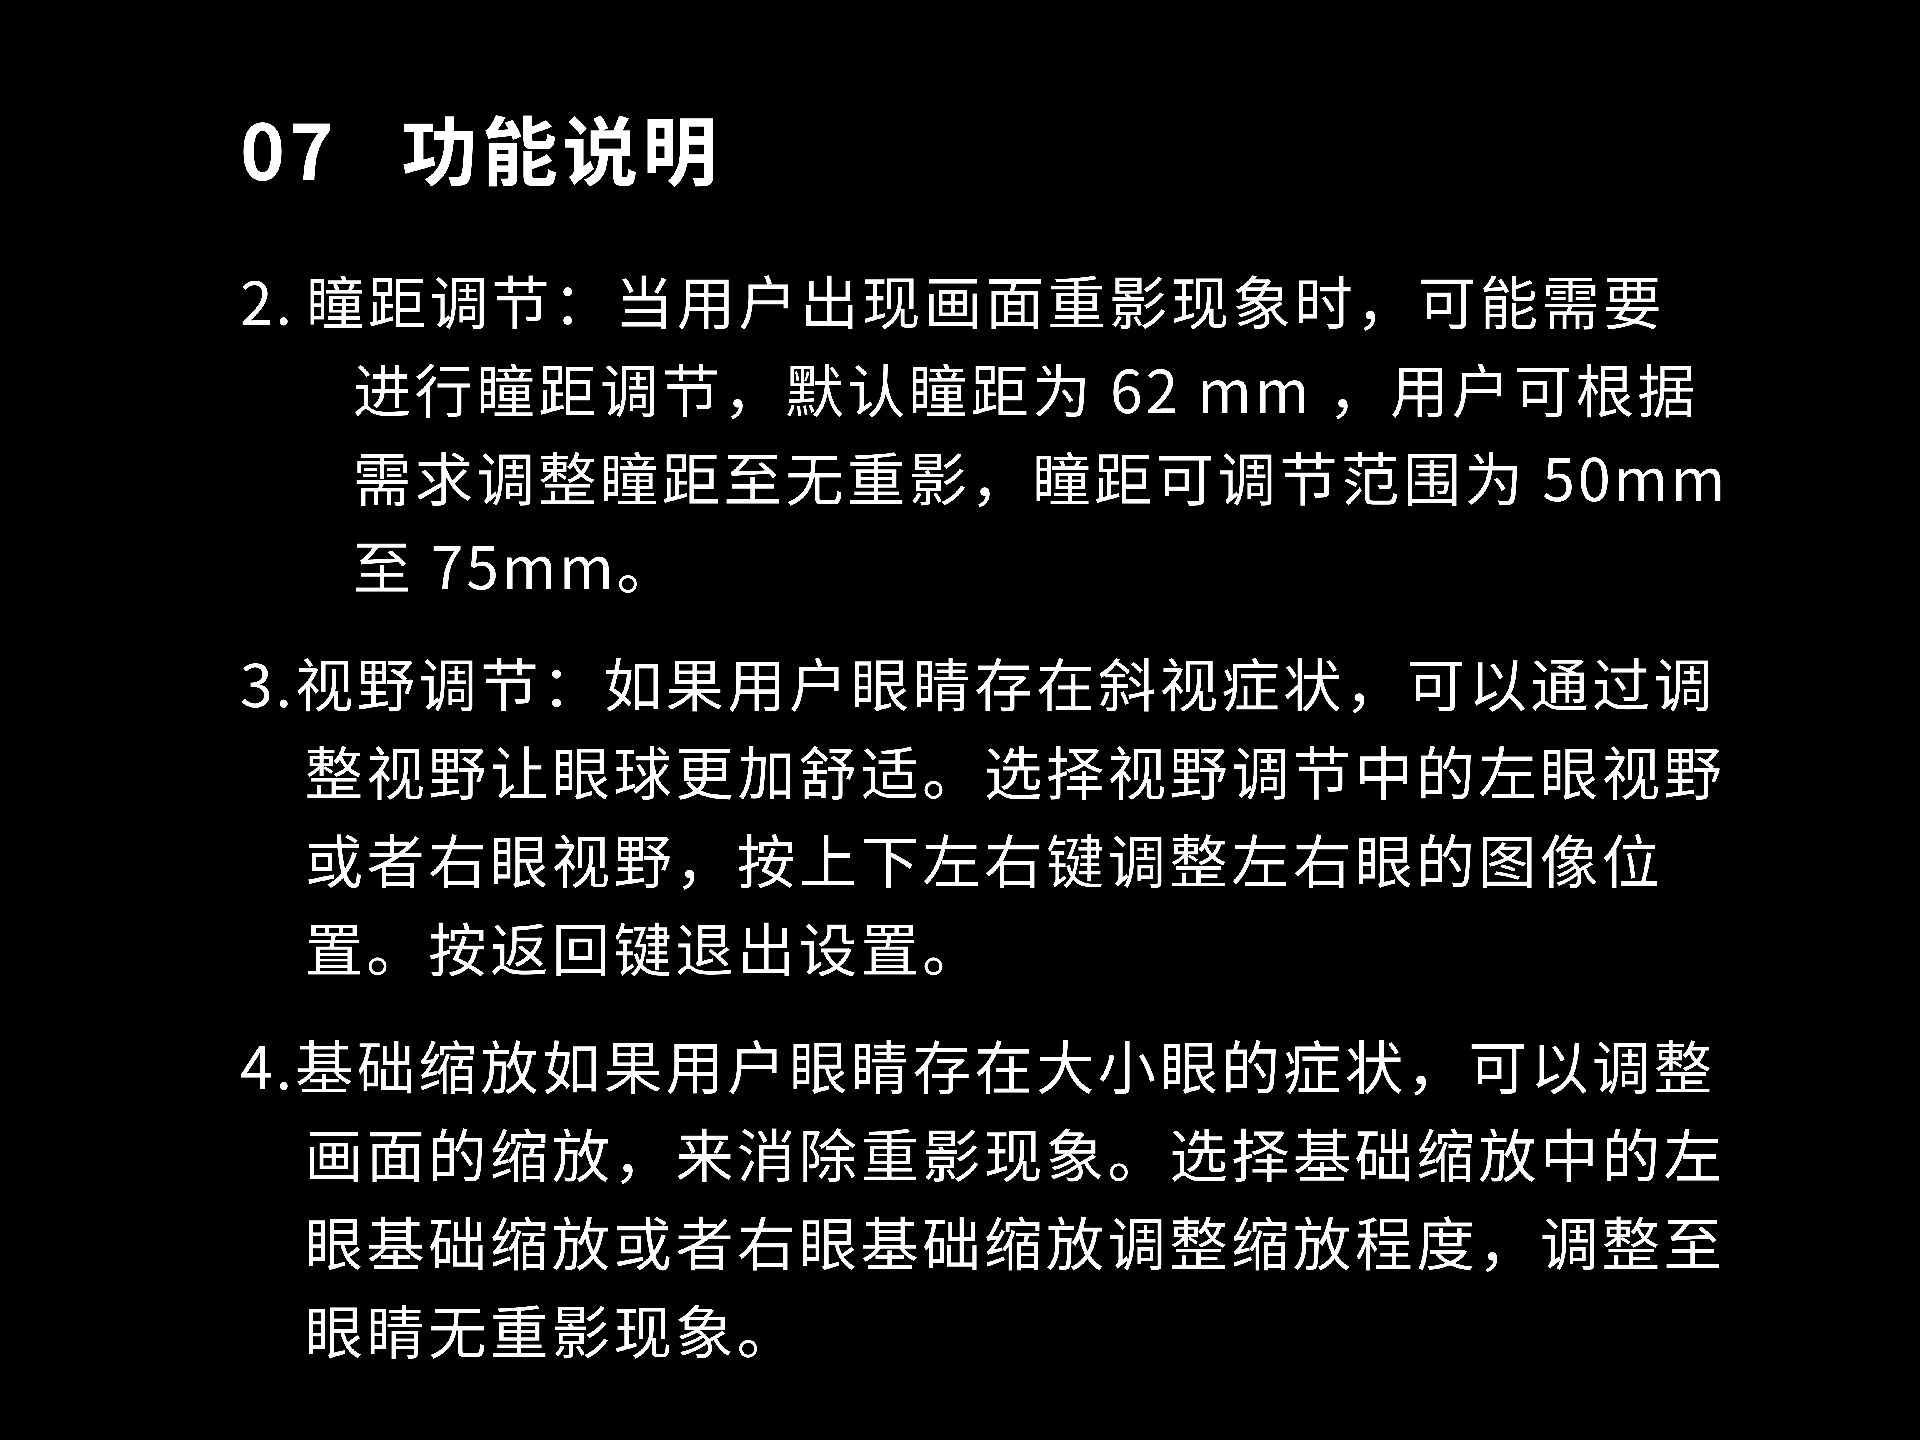 07 功能说明
2. 瞳距调节：当用户出现画面重影现象时，可能需要
进行瞳距调节，默认瞳距为 62 mm ，用户可根据
需求调整瞳距至无重影，瞳距可调节范围为 50mm
至 75mm。
3.视野调节：如果用户眼睛存在斜视症状，可以通过调
整视野让眼球更加舒适。选择视野调节中的左眼视野
或者右眼视野，按上下左右键调整左右眼的图像位
置。按返回键退出设置。
4.基础缩放如果用户眼睛存在大小眼的症状，可以调整
画面的缩放，来消除重影现象。选择基础缩放中的左
眼基础缩放或者右眼基础缩放调整缩放程度，调整至
眼睛无重影现象。